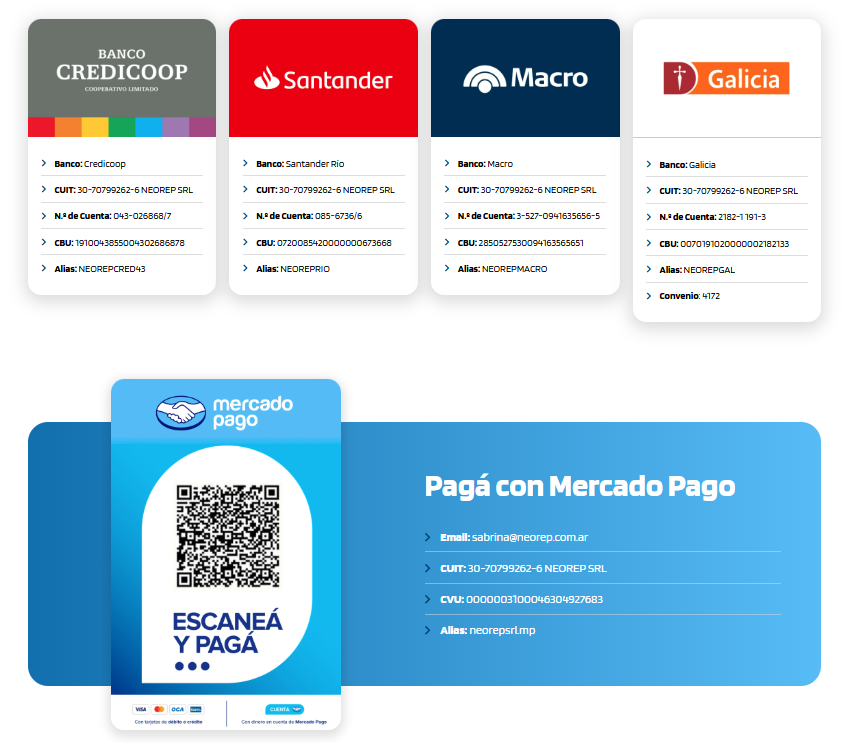 BANCO
CREDICOOP
COOPERATIVO LIMITADO
Banco: Credicoop
CUIT: 30-70799262-6 NEOREP SRL
N.º de Cuenta: 043-026868/7
CBU: 1910043855004302686878
Alias: NEOREPCRED43
Santander
Banco: Santander Río
CUIT: 30-70799262-6 NEOREP SRL
N.º de Cuenta: 085-6736/6
CBU: 0720085420000000673668
Alias: NEOREPRIO
Macro
Banco: Macro
CUIT: 30-70799262-6 NEOREP SRL
N.º de Cuenta: 3-527-0941635656-5
CBU: 2850527530094163565651
Alias: NEOREPMACRO
Galicia
Banco: Galicia
CUIT: 30-70799262-6 NEOREP SRL
N.º de Cuenta: 2182-1 191-3
CBU: 0070191020000002182133
Alias: NEOREPGAL
Convenio: 4172
mercado
pago
ESCANEÁ
Y PAGÁ
VISA OCA
Con tarjetas de débito o crédito
CUENTA
Con dinero en cuenta de Mercado Pago
Pagá con Mercado Pago
Email: sabrina@neorep.com.ar
CUIT: 30-70799262-6 NEOREP SRL
CVU: 0000003100046304927683
Alias: neorepsrl.mp